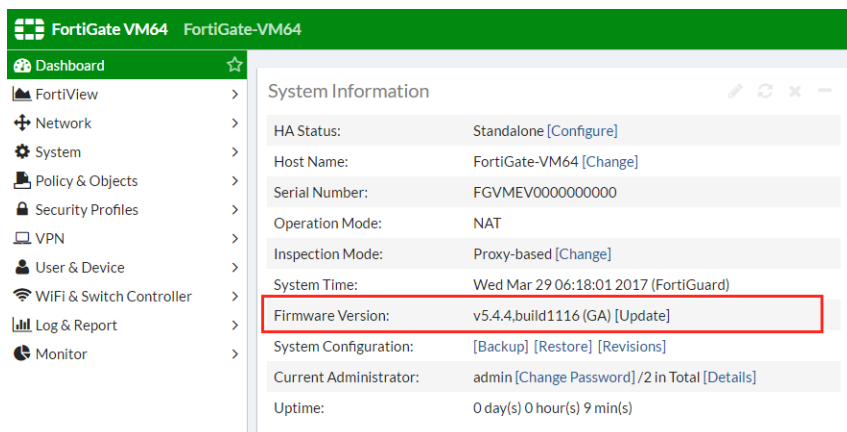 FortiGate VM64 FortiGate-VM64
Dashboard
FortiView
Network
System
Policy & Objects
Security Profiles
VPN
User & Device
WiFi & Switch Controller
Log & Report
Monitor
System Information
HA Status: Standalone [Configure]
Host Name: FortiGate-VM64 [Change]
Serial Number: FGVMEV0000000000
Operation Mode: NAT
Inspection Mode: Proxy-based [Change]
System Time: Wed Mar 29 06:18:01 2017 (FortiGuard)
Firmware Version: v5.4.4,build1116 (GA) [Update]
System Configuration: [Backup] [Restore] [Revisions]
Current Administrator: admin [Change Password] /2 in Total [Details]
Uptime: 0 day(s) 0 hour(s) 9 min(s)